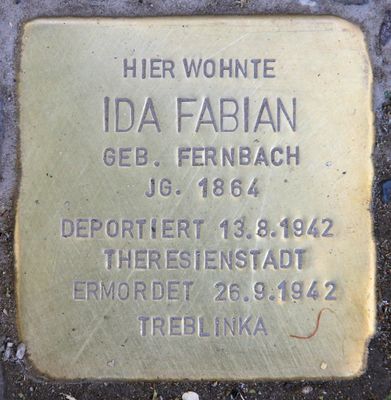 HIER WOHNTE
IDA FABIAN
GEB. FERNBACH
JG. 1864
DEPORTIERT 13.8.1942
THERESIENSTADT
ERMORDET 26.9.1942
TREBLINKA